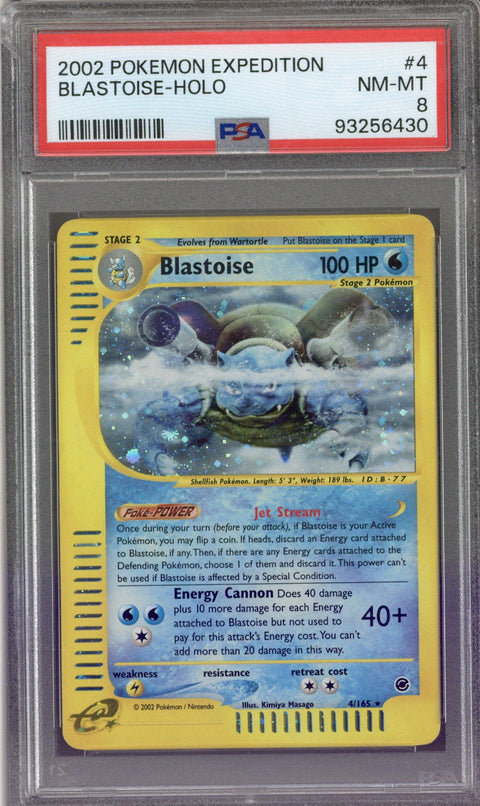 2002 POKEMON EXPEDITION #4
BLASTOISE-HOLO NM-MT
8
PSA 93256430
STAGE 2 Evolves from Wartortle Put Blastoise on the Stage 1 card
Blastoise 100 HP
Stage 2 Pokémon
Shellfish Pokémon. Length: 5' 3", Weight: 189 lbs. ID:B-77
Poké-POWER Jet Stream
Once during your turn (before your attack), if Blastoise is your Active
Pokémon, you may flip a coin. If heads, discard an Energy card attached
to Blastoise, if any. Then, if there are any Energy cards attached to the
Defending Pokémon, choose 1 of them and discard it. This power can't
be used if Blastoise is affected by a Special Condition.
Energy Cannon Does 40 damage
plus 10 more damage for each Energy
attached to Blastoise but not used to
pay for this attack's Energy cost. You can't
add more than 20 damage in this way.
40+
weakness resistance retreat cost
Illus. Kimiya Masago
© 2002 Pokémon / Nintendo 4/165 ★
e